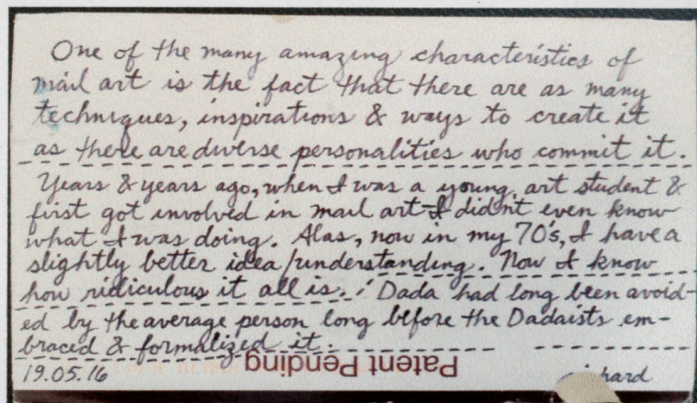 One of the many amazing characteristics of
mail art is the fact that there are as many
techniques, inspirations & ways to create it
as there are diverse personalities who commit it.
Years & years ago, when I was a young art student &
first got involved in mail art I didn't even know
what I was doing. Alas, now in my 70's, I have a
slightly better idea/understanding. Now I know
how ridiculous it all is.! Dada had long been avoid-
ed by the average person long before the Dadaists em-
braced & formalized it.
Patent Pending
19.05.16